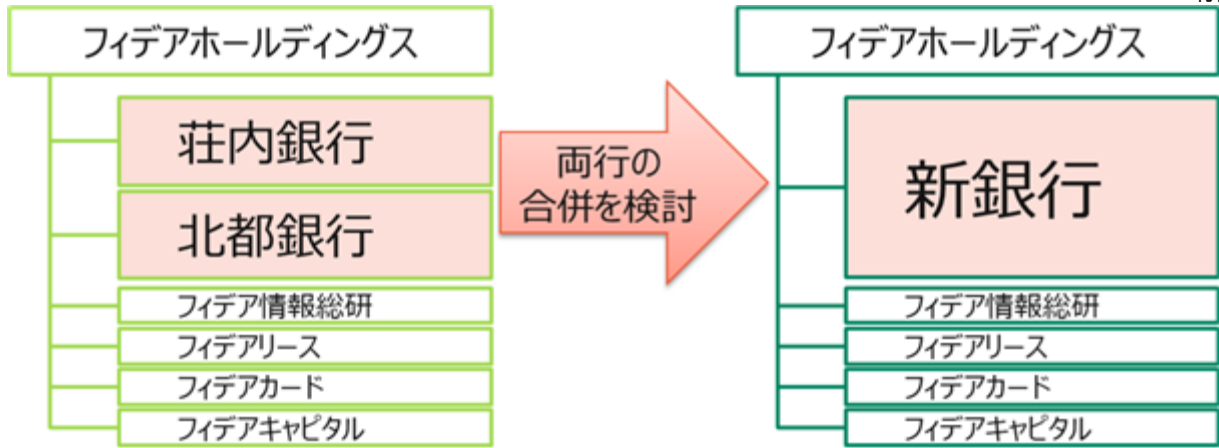 フィデアホールディングス
荘内銀行
北都銀行
フィデア情報総研
フィデアリース
フィデアカード
フィデアキャピタル
両行の
合併を検討
フィデアホールディングス
新銀行
フィデア情報総研
フィデアリース
フィデアカード
フィデアキャピタル